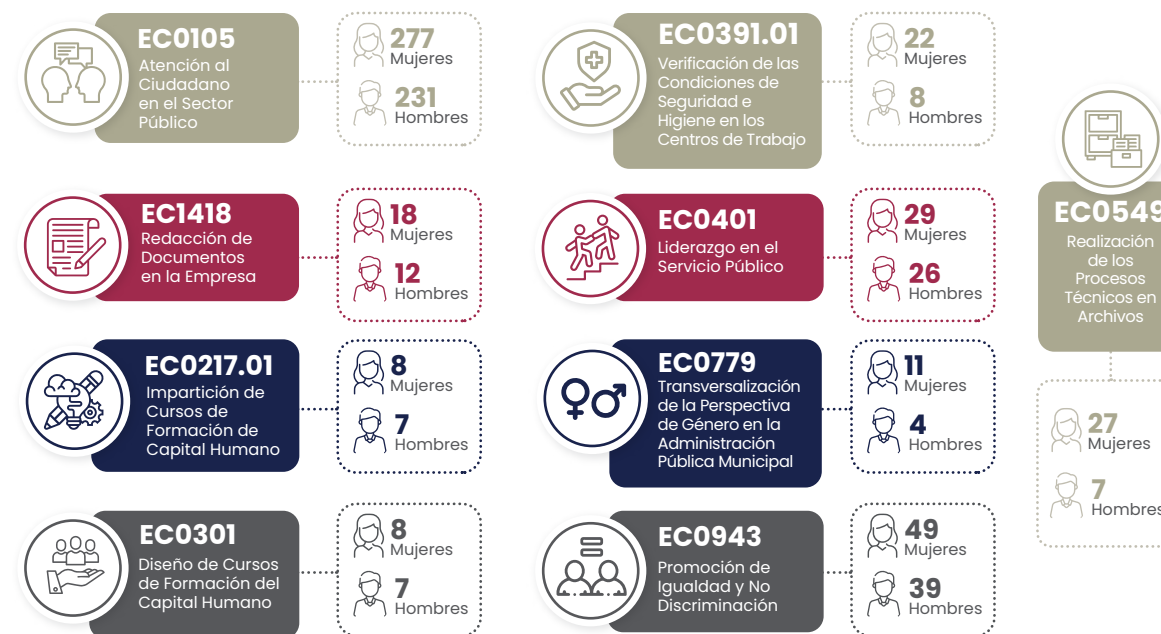 EC0105
Atención al
Ciudadano
en el Sector
Público
277
Mujeres
231
Hombres
EC1418
Redacción de
Documentos
en la Empresa
18
Mujeres
12
Hombres
EC0217.01
Impartición de
Cursos de
Formación de
Capital Humano
8
Mujeres
7
Hombres
EC0301
Diseño de Cursos
de Formación del
Capital Humano
8
Mujeres
7
Hombres
EC0391.01
Verificación de las
Condiciones de
Seguridad e
Higiene en los
Centros de Trabajo
22
Mujeres
8
Hombres
EC0401
Liderazgo en el
Servicio Público
29
Mujeres
26
Hombres
EC0779
Transversalización
de la Perspectiva
de Género en la
Administración
Pública Municipal
11
Mujeres
4
Hombres
EC0943
Promoción de
Igualdad y No
Discriminación
49
Mujeres
39
Hombres
EC0549
Realización
de los
Procesos
Técnicos en
Archivos
27
Mujeres
7
Hombres